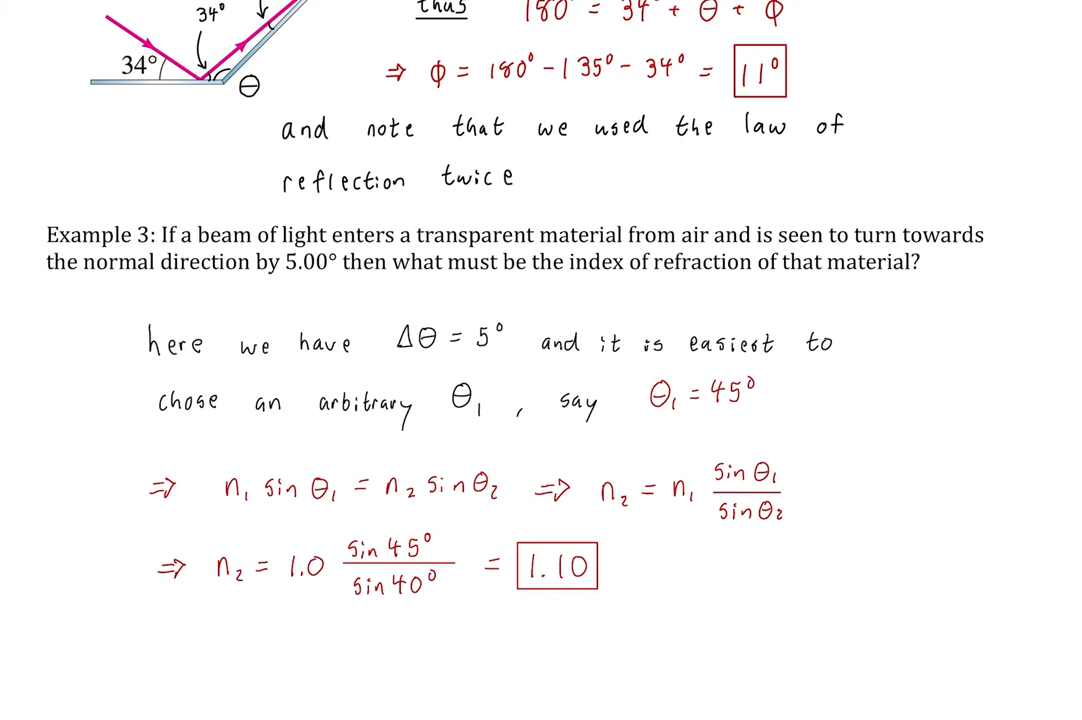 34°
thus 180° = 34° + θ + ϕ
34°
⇒ ϕ = 180° - 135° - 34° = 11°
θ
and note that we used the law of
reflection twice
Example 3: If a beam of light enters a transparent material from air and is seen to turn towards
the normal direction by 5.00° then what must be the index of refraction of that material?
here we have Δθ = 5° and it is easiest to
chose an arbitrary θ₁, say θ₁ = 45°
⇒ n₁ sin θ₁ = n₂ sin θ₂ ⇒ n₂ = n₁ sin θ₁ / sin θ₂
⇒ n₂ = 1.0 sin 45° / sin 40° = 1.10